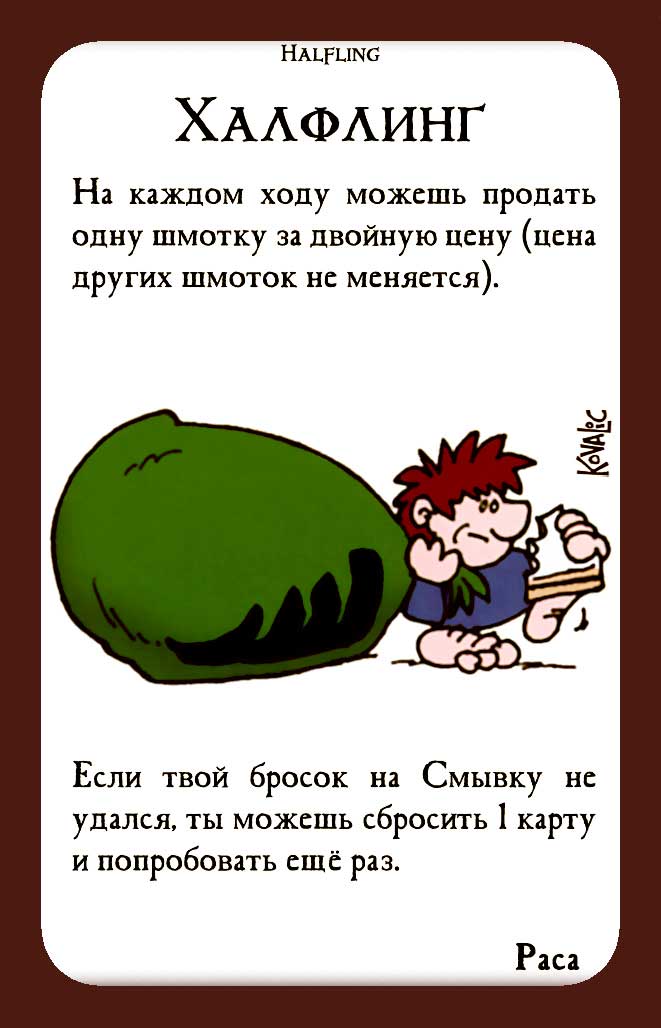 Halfling
Халфлинг
На каждом ходу можешь продать
одну шмотку за двойную цену (цена
других шмоток не меняется).
Kovalic
Если твой бросок на Смывку не
удался, ты можешь сбросить 1 карту
и попробовать ещё раз.
Раса